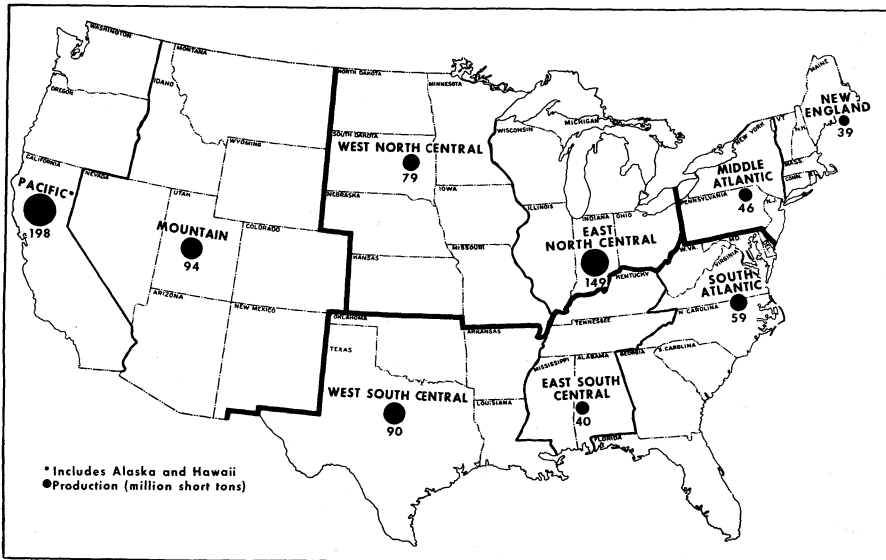 WASHINGTON
MONTANA
NORTH DAKOTA
MINNESOTA
MAINE
OREGON
IDAHO
WISCONSIN
MICHIGAN
NEW YORK
VT.
N.H.
NEW
ENGLAND
39
SOUTH DAKOTA
WEST NORTH CENTRAL
79
WYOMING
MASS.
CONN.
MIDDLE
ATLANTIC
46
CALIFORNIA
NEVADA
UTAH
NEBRASKA
IOWA
ILLINOIS
INDIANA
OHIO
PENNSYLVANIA
N.J.
PACIFIC*
198
MOUNTAIN
94
COLORADO
KANSAS
MISSOURI
EAST
NORTH CENTRAL
149
KENTUCKY
W.VA.
MD.
VIRGINIA
SOUTH
ATLANTIC
59
ARIZONA
NEW MEXICO
OKLAHOMA
TEXAS
ARKANSAS
TENNESSEE
N. CAROLINA
S. CAROLINA
MISSISSIPPI
ALABAMA
GEORGIA
WEST SOUTH CENTRAL
90
LOUISIANA
EAST SOUTH
CENTRAL
40
FLORIDA
* Includes Alaska and Hawaii
Production (million short tons)